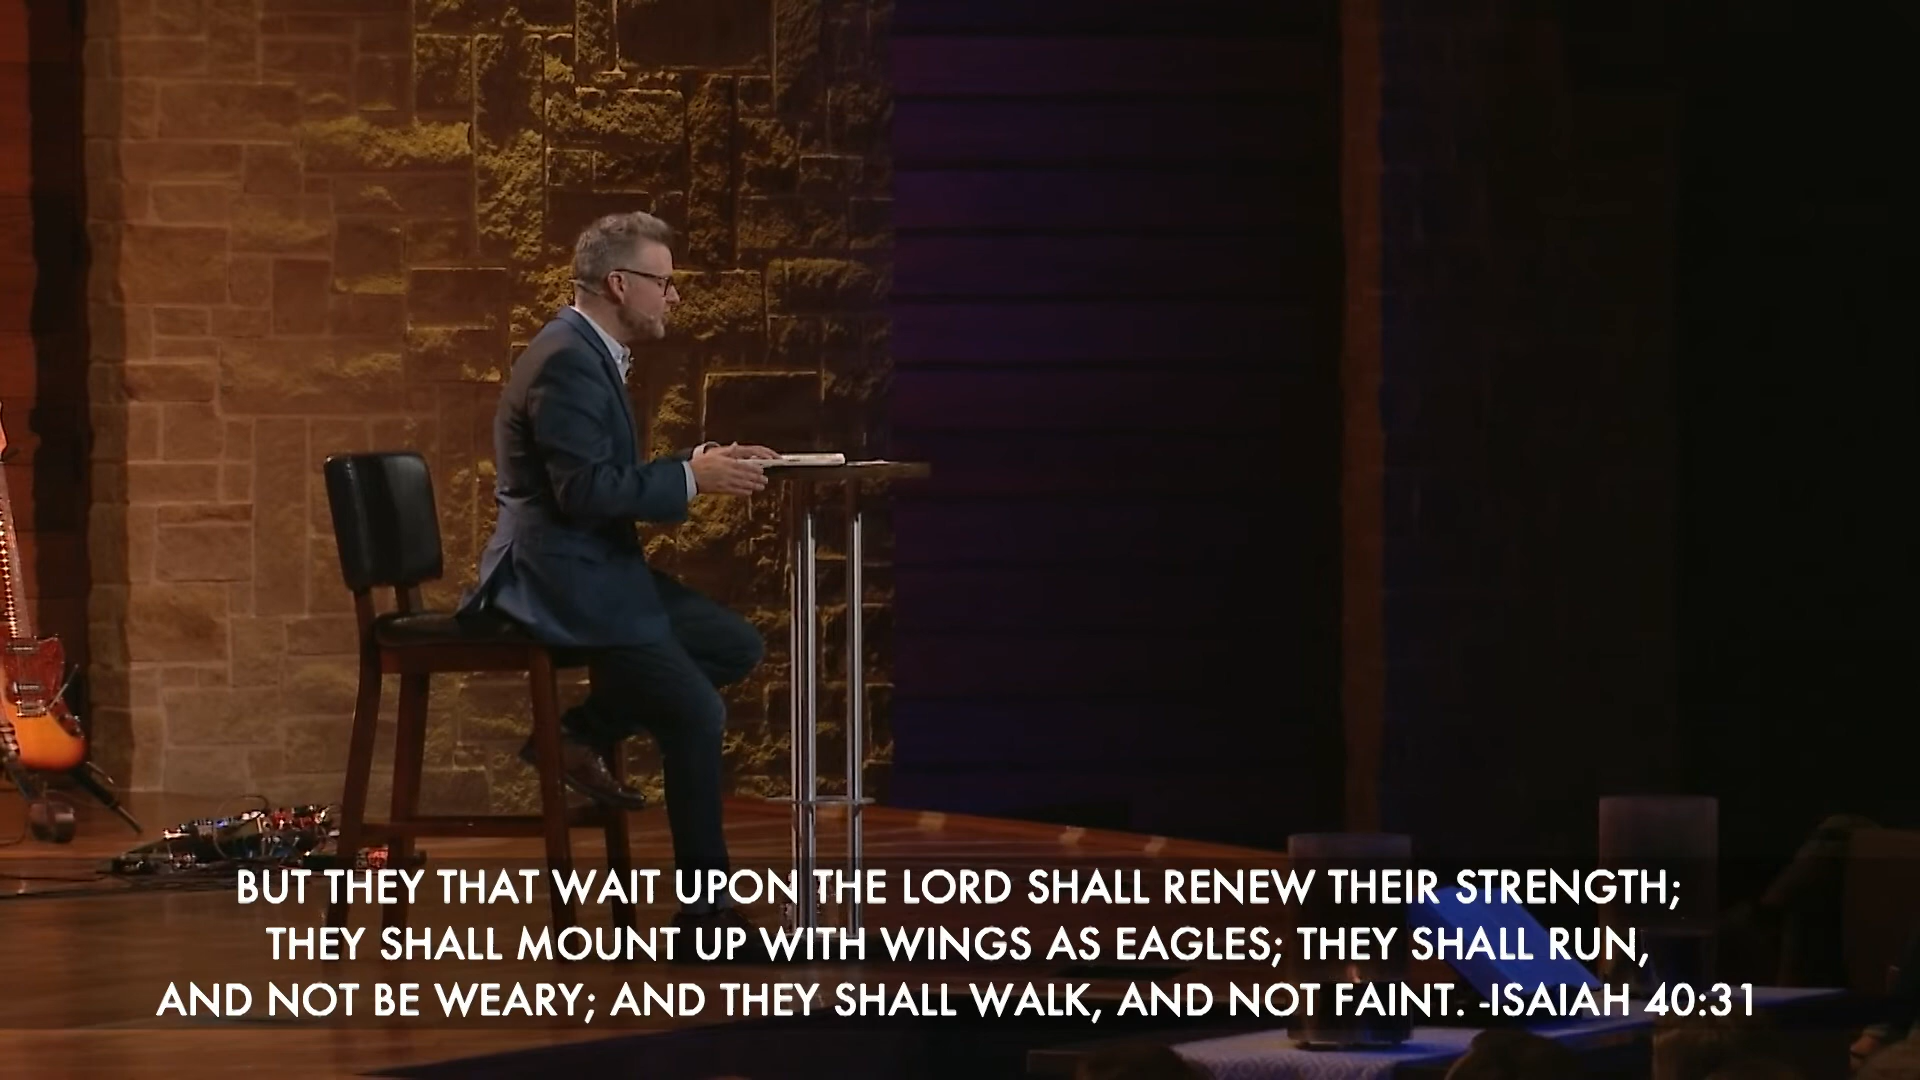 BUT THEY THAT WAIT UPON THE LORD SHALL RENEW THEIR STRENGTH;
THEY SHALL MOUNT UP WITH WINGS AS EAGLES; THEY SHALL RUN,
AND NOT BE WEARY; AND THEY SHALL WALK, AND NOT FAINT. -ISAIAH 40:31